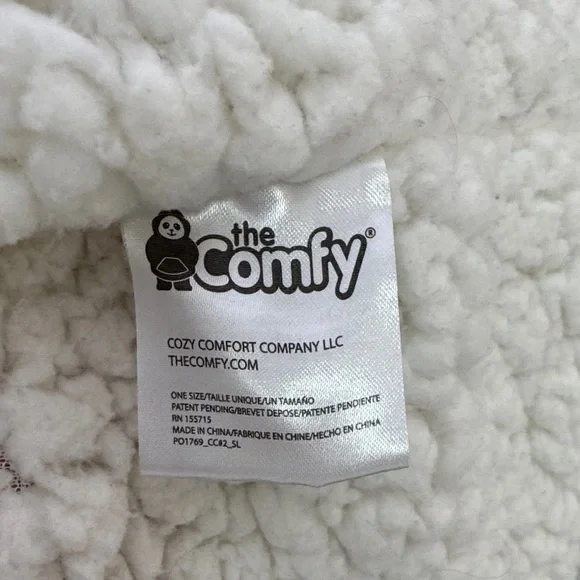 the
Comfy®
COZY COMFORT COMPANY LLC
THECOMFY.COM
ONE SIZE/TAILLE UNIQUE/UN TAMAÑO
PATENT PENDING/BREVET DEPOSE/PATENTE PENDIENTE
RN 155715
MADE IN CHINA/FABRIQUE EN CHINE/HECHO EN CHINA
PO1769_CC#2_SL